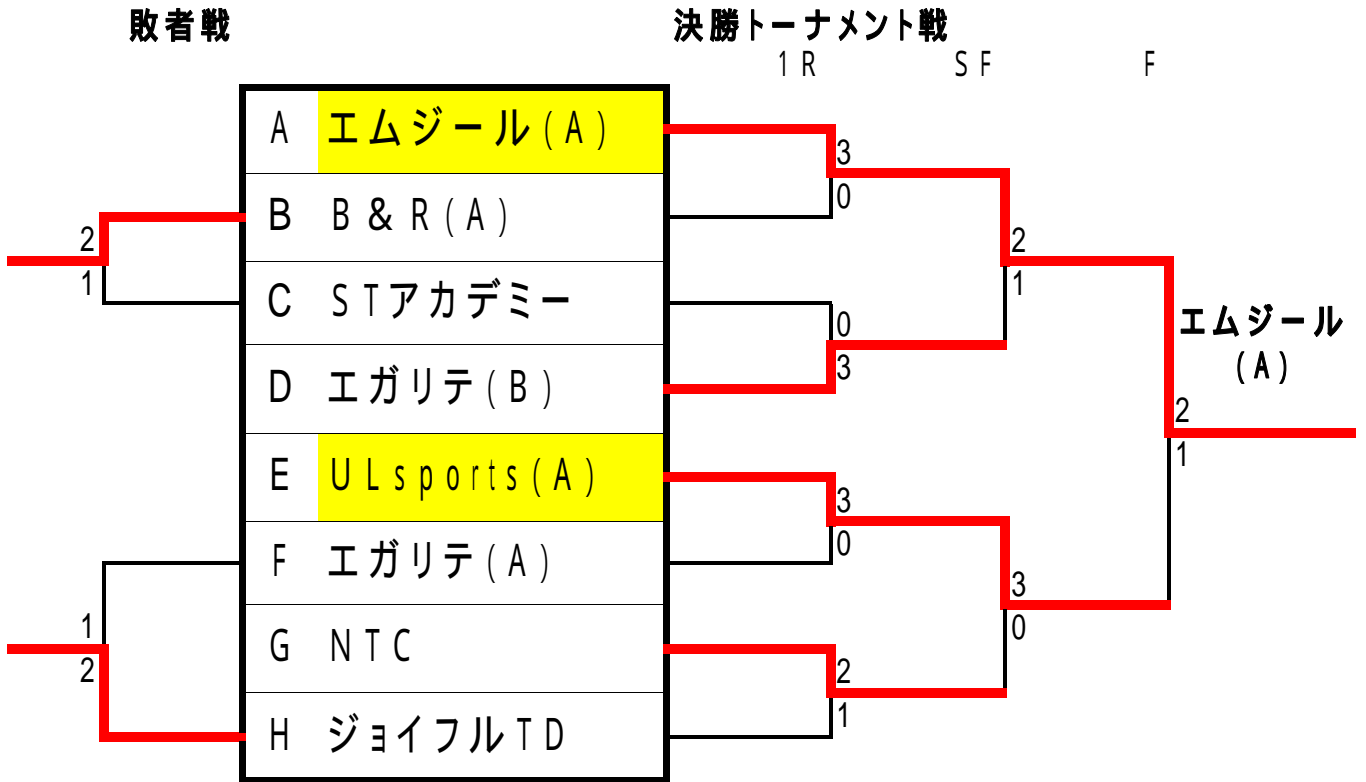 敗者戦 決勝トーナメント戦
1R SF F
A エムジール(A)
3
B B&R(A) 0
2 2
1 1
C STアカデミー
0
エムジール
3
D エガリテ(B) (A)
2
1
E ULsports(A)
3
0
F エガリテ(A)
3
1 0
G NTC
2 2
1
H ジョイフルTD